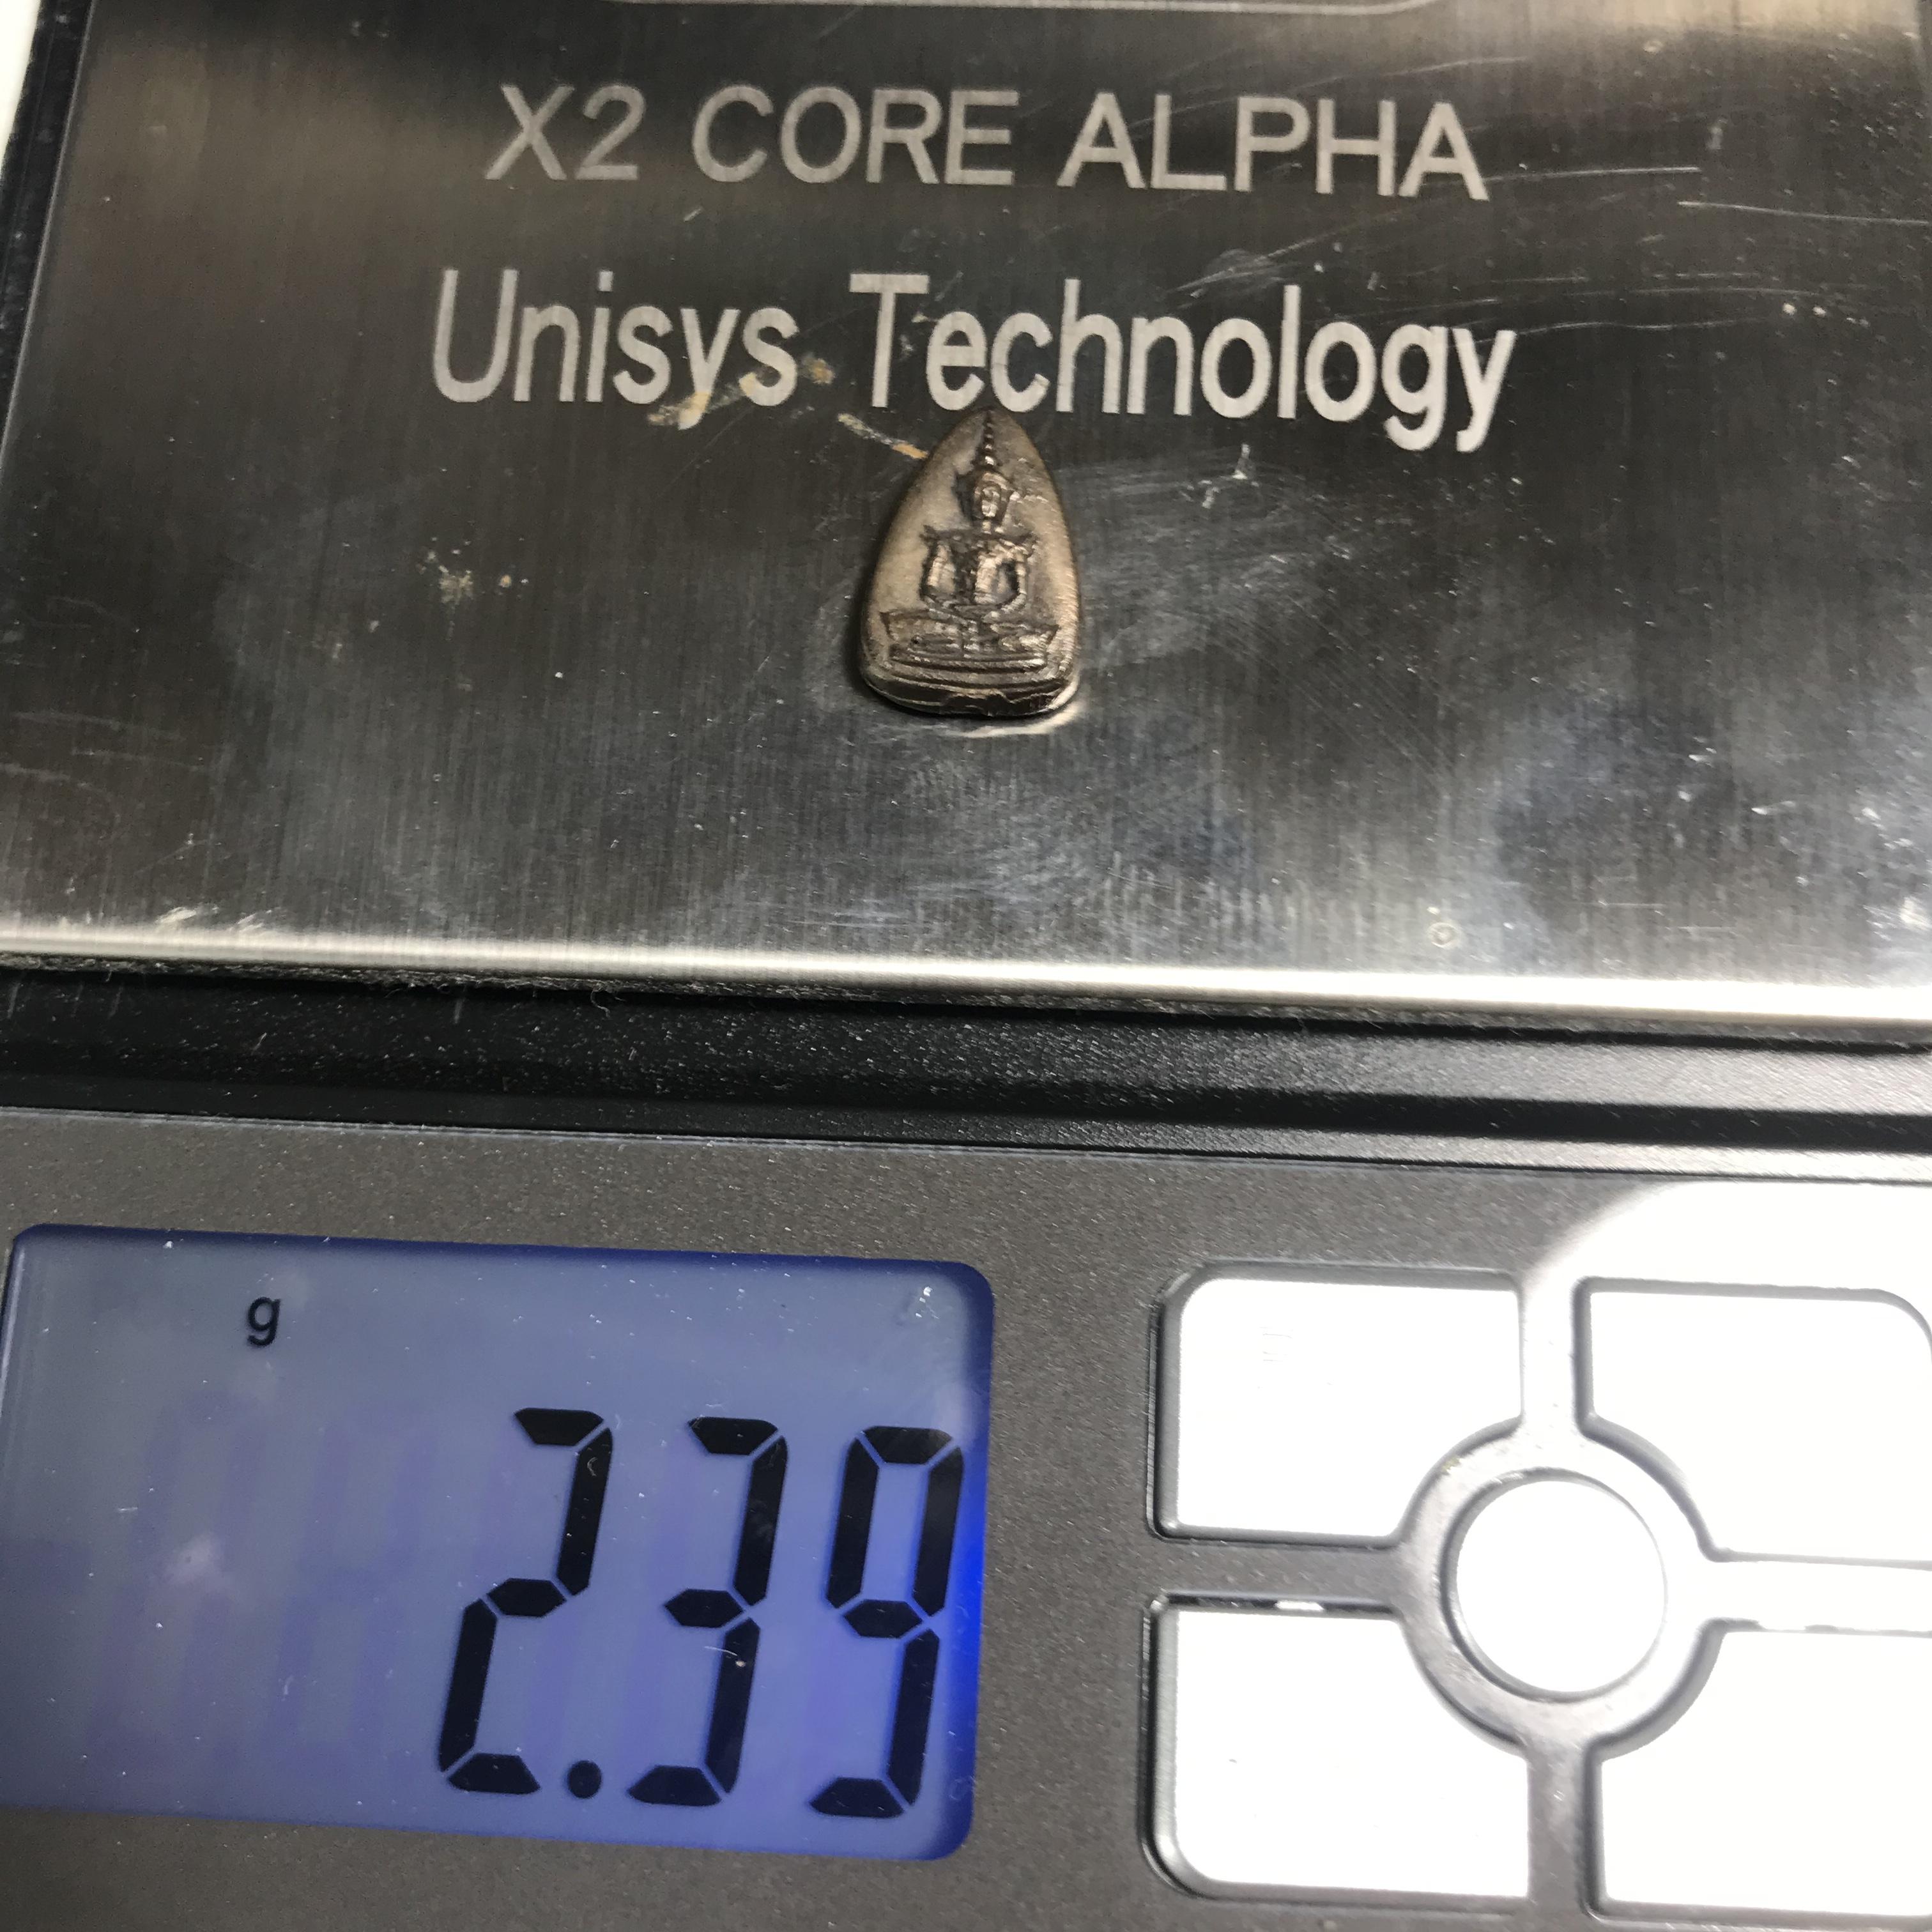 X2 CORE ALPHA
Unisys Technology
g
2.39